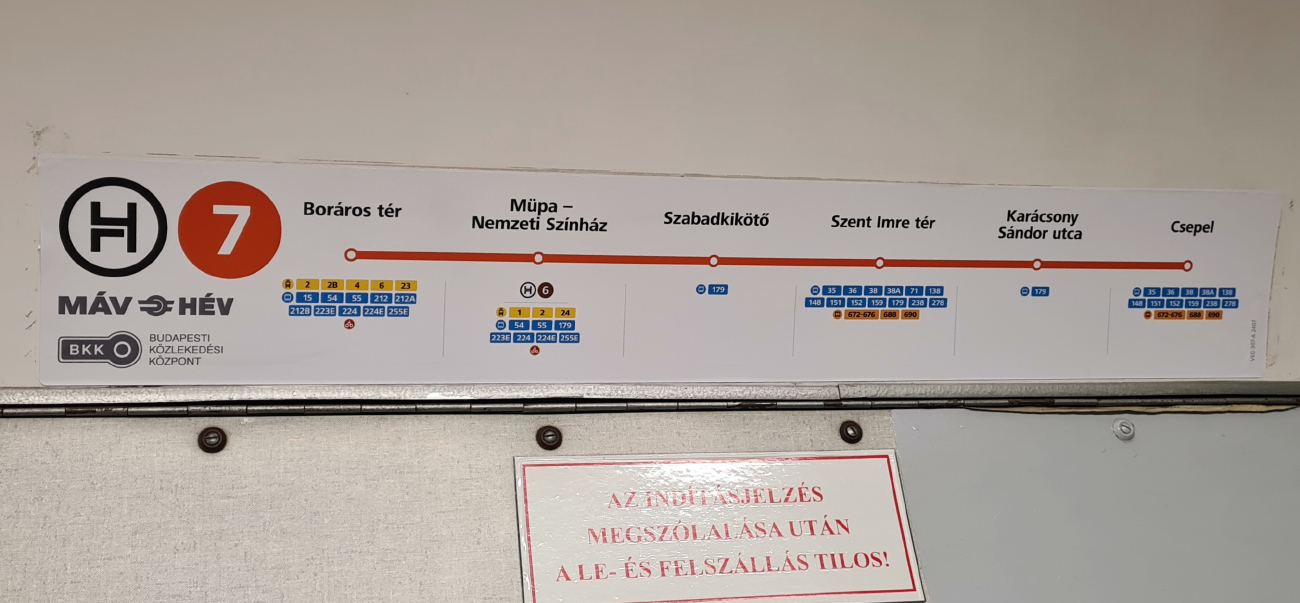 H 7
MÁV HÉV
BKK BUDAPESTI
KÖZLEKEDÉSI
KÖZPONT
Boráros tér
2 2B 4 6 23
15 54 55 212 212A
212B 223E 224 224E 255E
Müpa –
Nemzeti Színház
H 6
1 2 24
54 55 179
223E 224 224E 255E
Szabadkikötő
179
Szent Imre tér
35 36 38 38A 71 138
148 151 152 159 179 238 278
672-676 688 690
Karácsony
Sándor utca
179
Csepel
35 36 38 38A 138
148 151 152 159 238 278
672-676 688 690
AZ INDÍTÁSJELZÉS
MEGSZÓLALÁSA UTÁN
A LE- ÉS FELSZÁLLÁS TILOS!